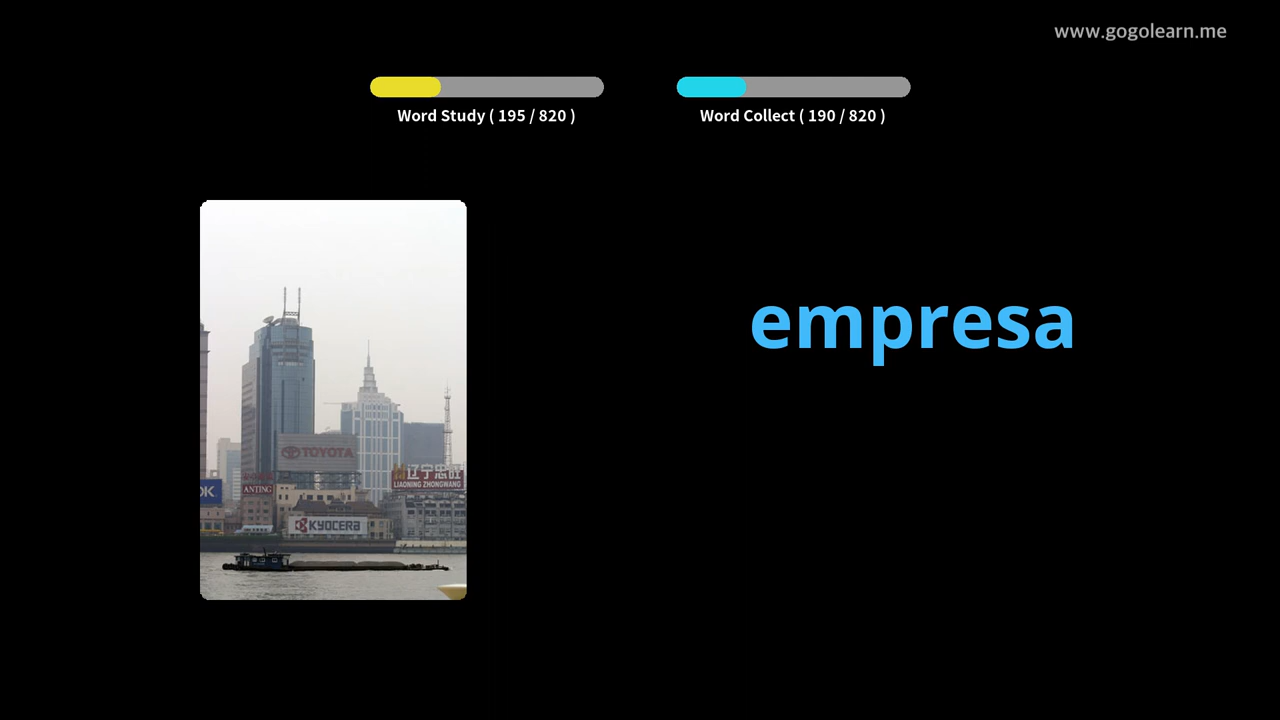 www.gogolearn.me
Word Study ( 195 / 820 )
Word Collect ( 190 / 820 )
empresa
TOYOTA
辽宁忠旺
LIAONING ZHONGWANG
OK
ANTING
KYOCERA